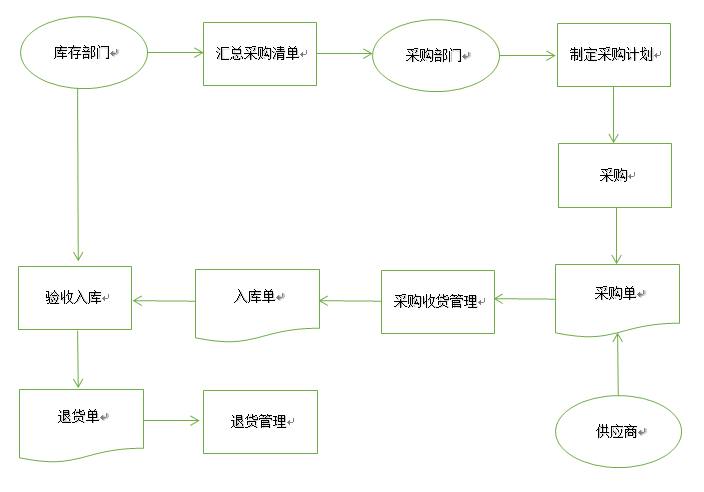 库存部门
汇总采购清单
采购部门
制定采购计划
采购
验收入库
入库单
采购收货管理
采购单
退货单
退货管理
供应商